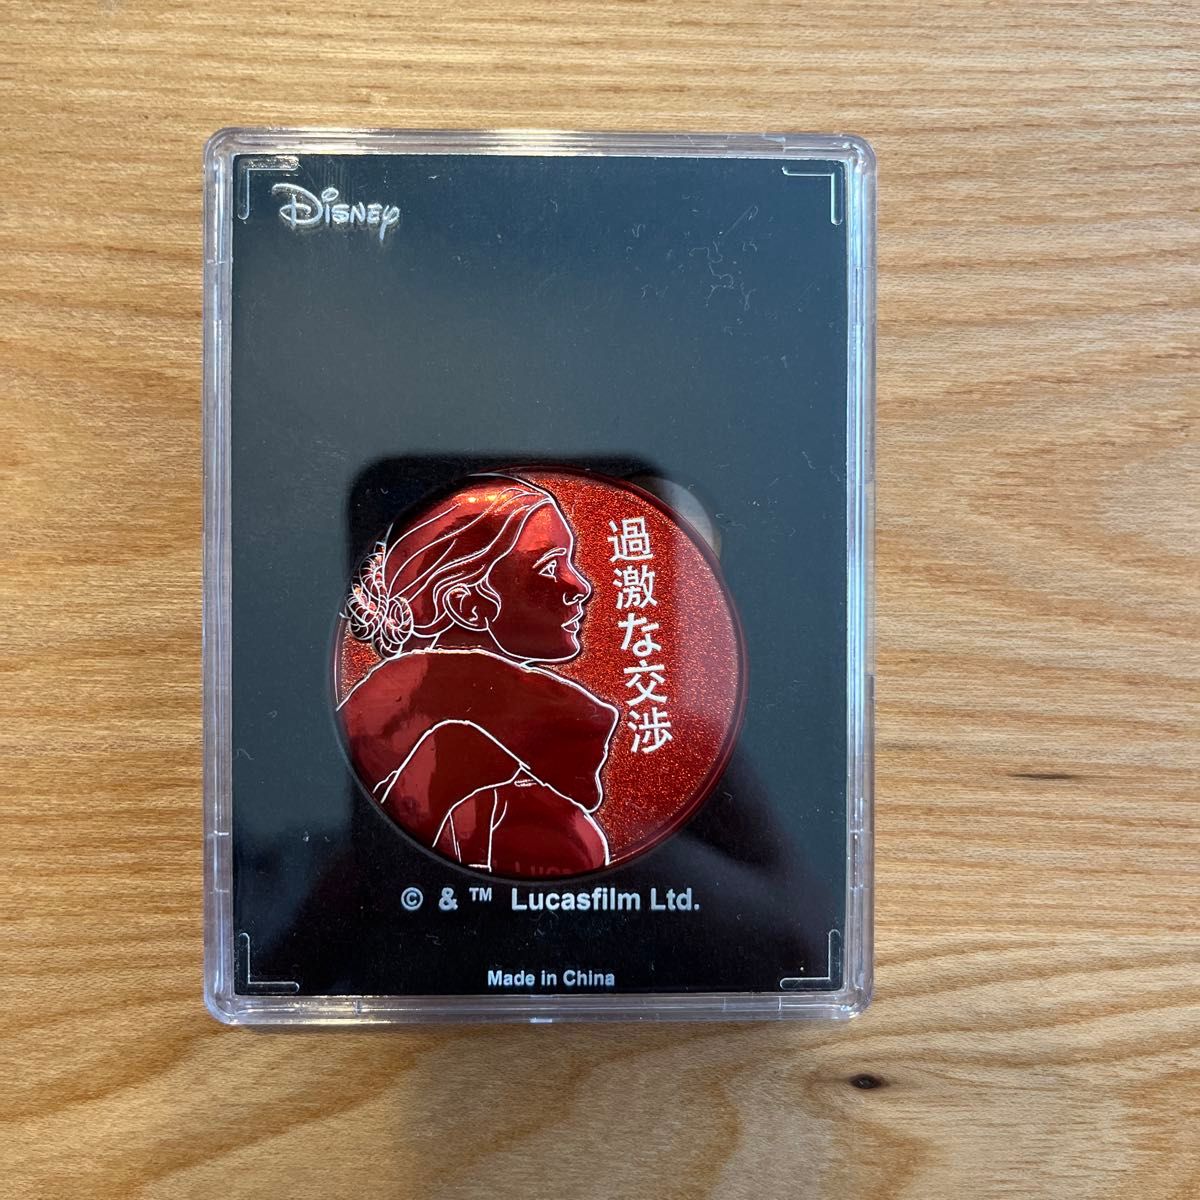 Disney
過激な交渉
© & ™ Lucasfilm Ltd.
Made in China